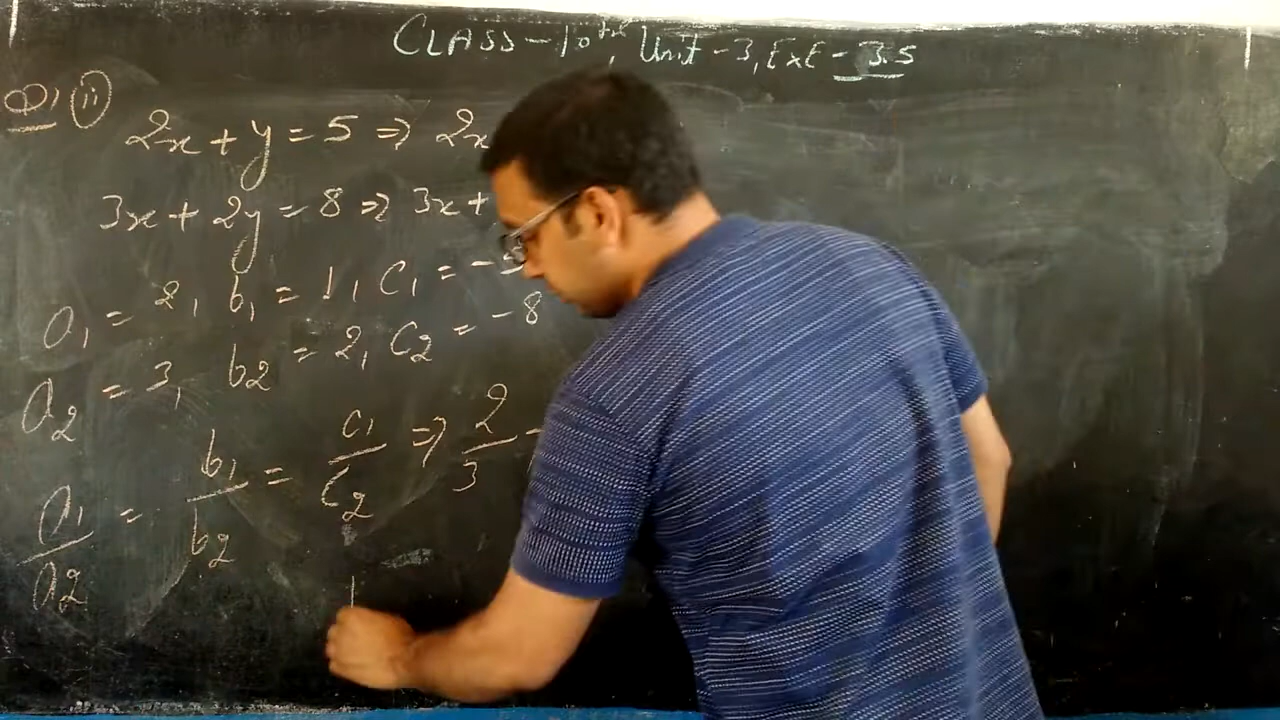 CLASS - 10th, Unit - 3, EXE - 3.5
Q1 (ii)
2x + y = 5 ⇒ 2x
3x + 2y = 8 ⇒ 3x +
a1 = 2, b1 = 1, C1 = -5
a2 = 3, b2 = 2, C2 = -8
a1/a2 = b1/b2 = c1/c2 ⇒ 2/3